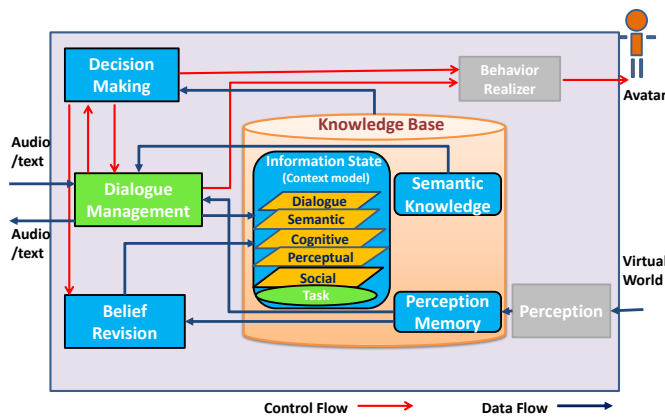 Decision
Making
Behavior
Realizer
Avatar
Knowledge Base
Audio
/text
Information State
(Context model)
Dialogue
Management
Semantic
Knowledge
Dialogue
Semantic
Cognitive
Perceptual
Social
Task
Audio
/text
Virtual
World
Belief
Revision
Perception
Memory
Perception
Control Flow
Data Flow